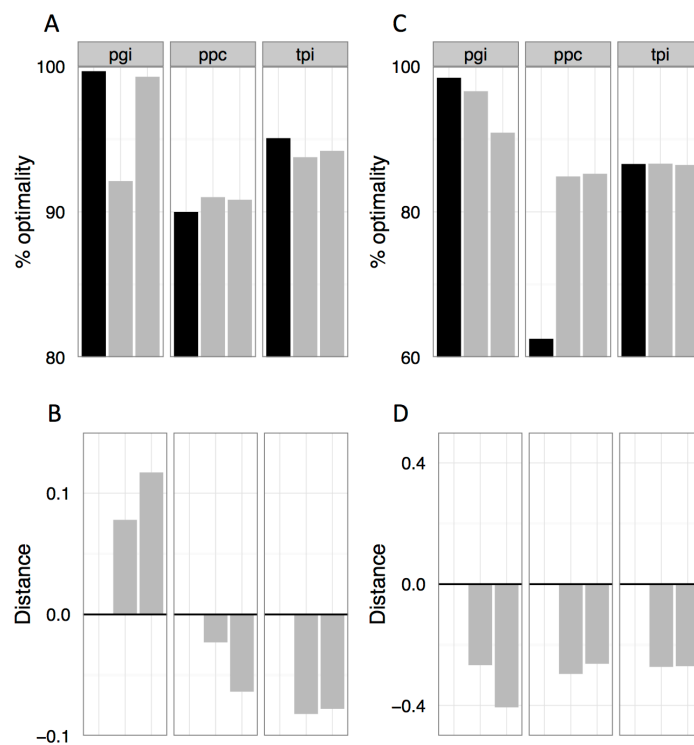 A
pgi ppc tpi
100
90
80
% optimality
C
pgi ppc tpi
100
80
60
% optimality
B
0.1
0.0
−0.1
Distance
D
0.4
0.0
−0.4
Distance